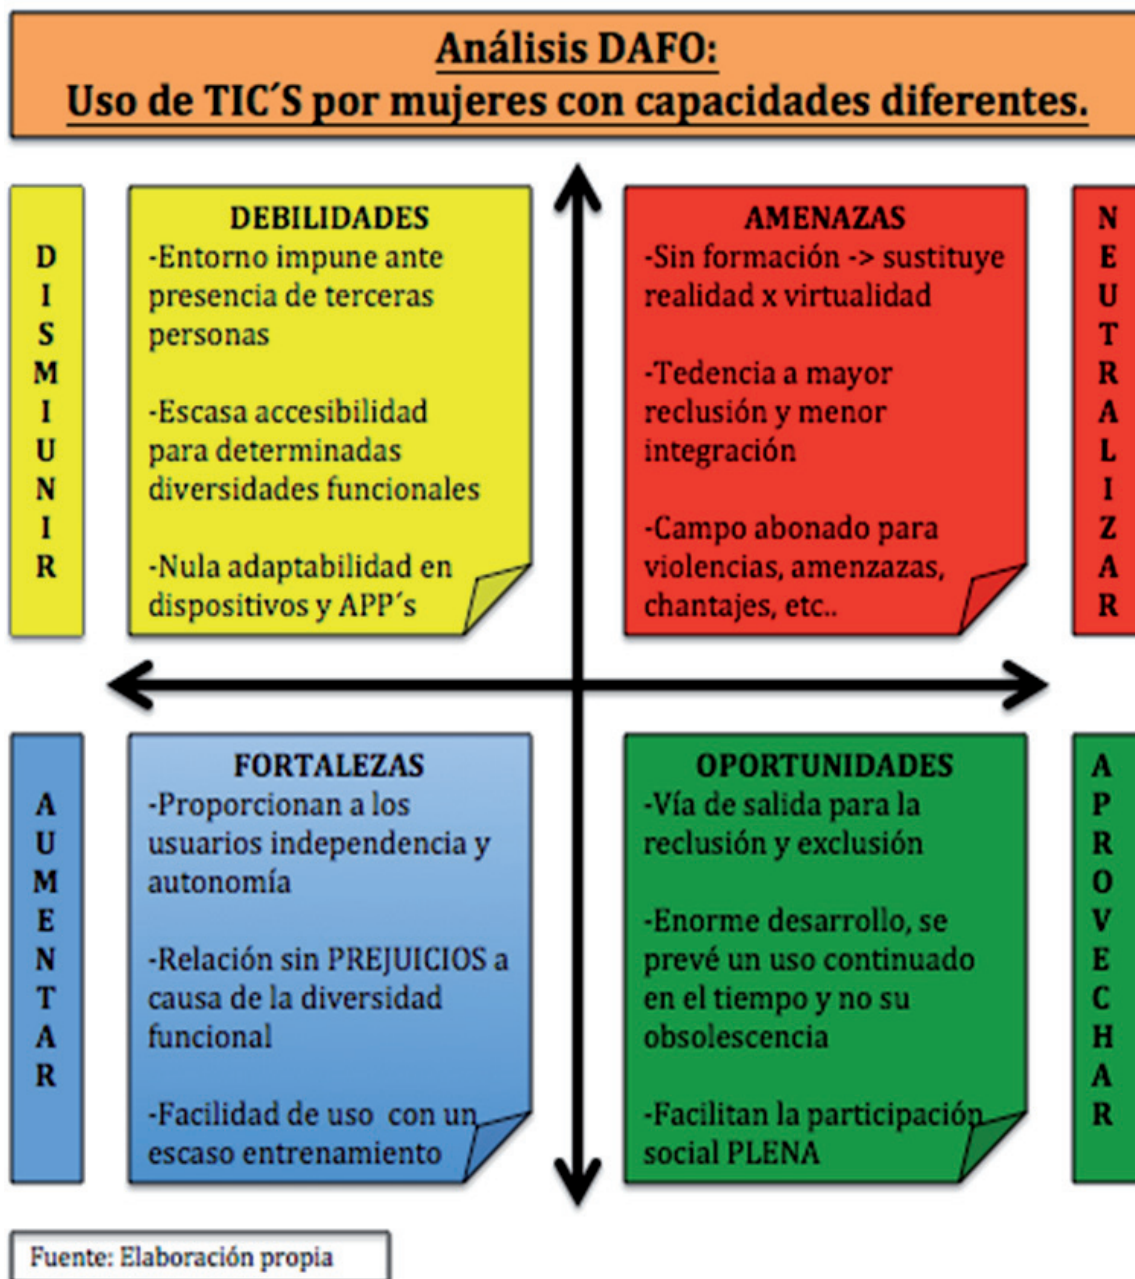 Análisis DAFO:
Uso de TIC´S por mujeres con capacidades diferentes.
DISMIUNIR
DEBILIDADES
-Entorno impune ante
presencia de terceras
personas
-Escasa accesibilidad
para determinadas
diversidades funcionales
-Nula adaptabilidad en
dispositivos y APP´s
AMENAZAS
-Sin formación -> sustituye
realidad x virtualidad
-Tedencia a mayor
reclusión y menor
integración
-Campo abonado para
violencias, amenzazas,
chantajes, etc..
NEUTRALIZAR
AUMENTAR
FORTALEZAS
-Proporcionan a los
usuarios independencia y
autonomía
-Relación sin PREJUICIOS a
causa de la diversidad
funcional
-Facilidad de uso con un
escaso entrenamiento
OPORTUNIDADES
-Vía de salida para la
reclusión y exclusión
-Enorme desarrollo, se
prevé un uso continuado
en el tiempo y no su
obsolescencia
-Facilitan la participación
social PLENA
APROVECHAR
Fuente: Elaboración propia